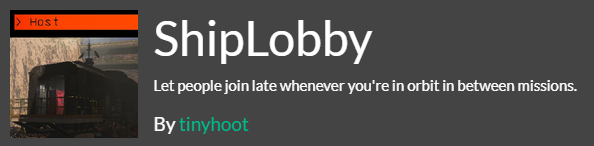 > Host
ShipLobby
Let people join late whenever you're in orbit in between missions.
By tinyhoot